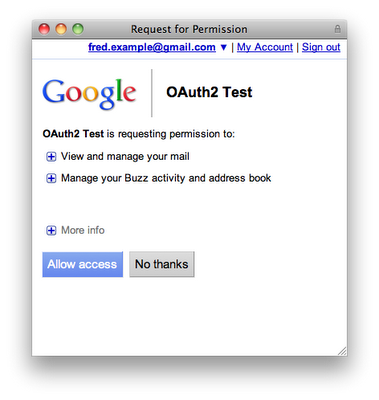 Request for Permission
fred.example@gmail.com ▼ | My Account | Sign out
Google
OAuth2 Test
OAuth2 Test is requesting permission to:
View and manage your mail
Manage your Buzz activity and address book
More info
Allow access
No thanks